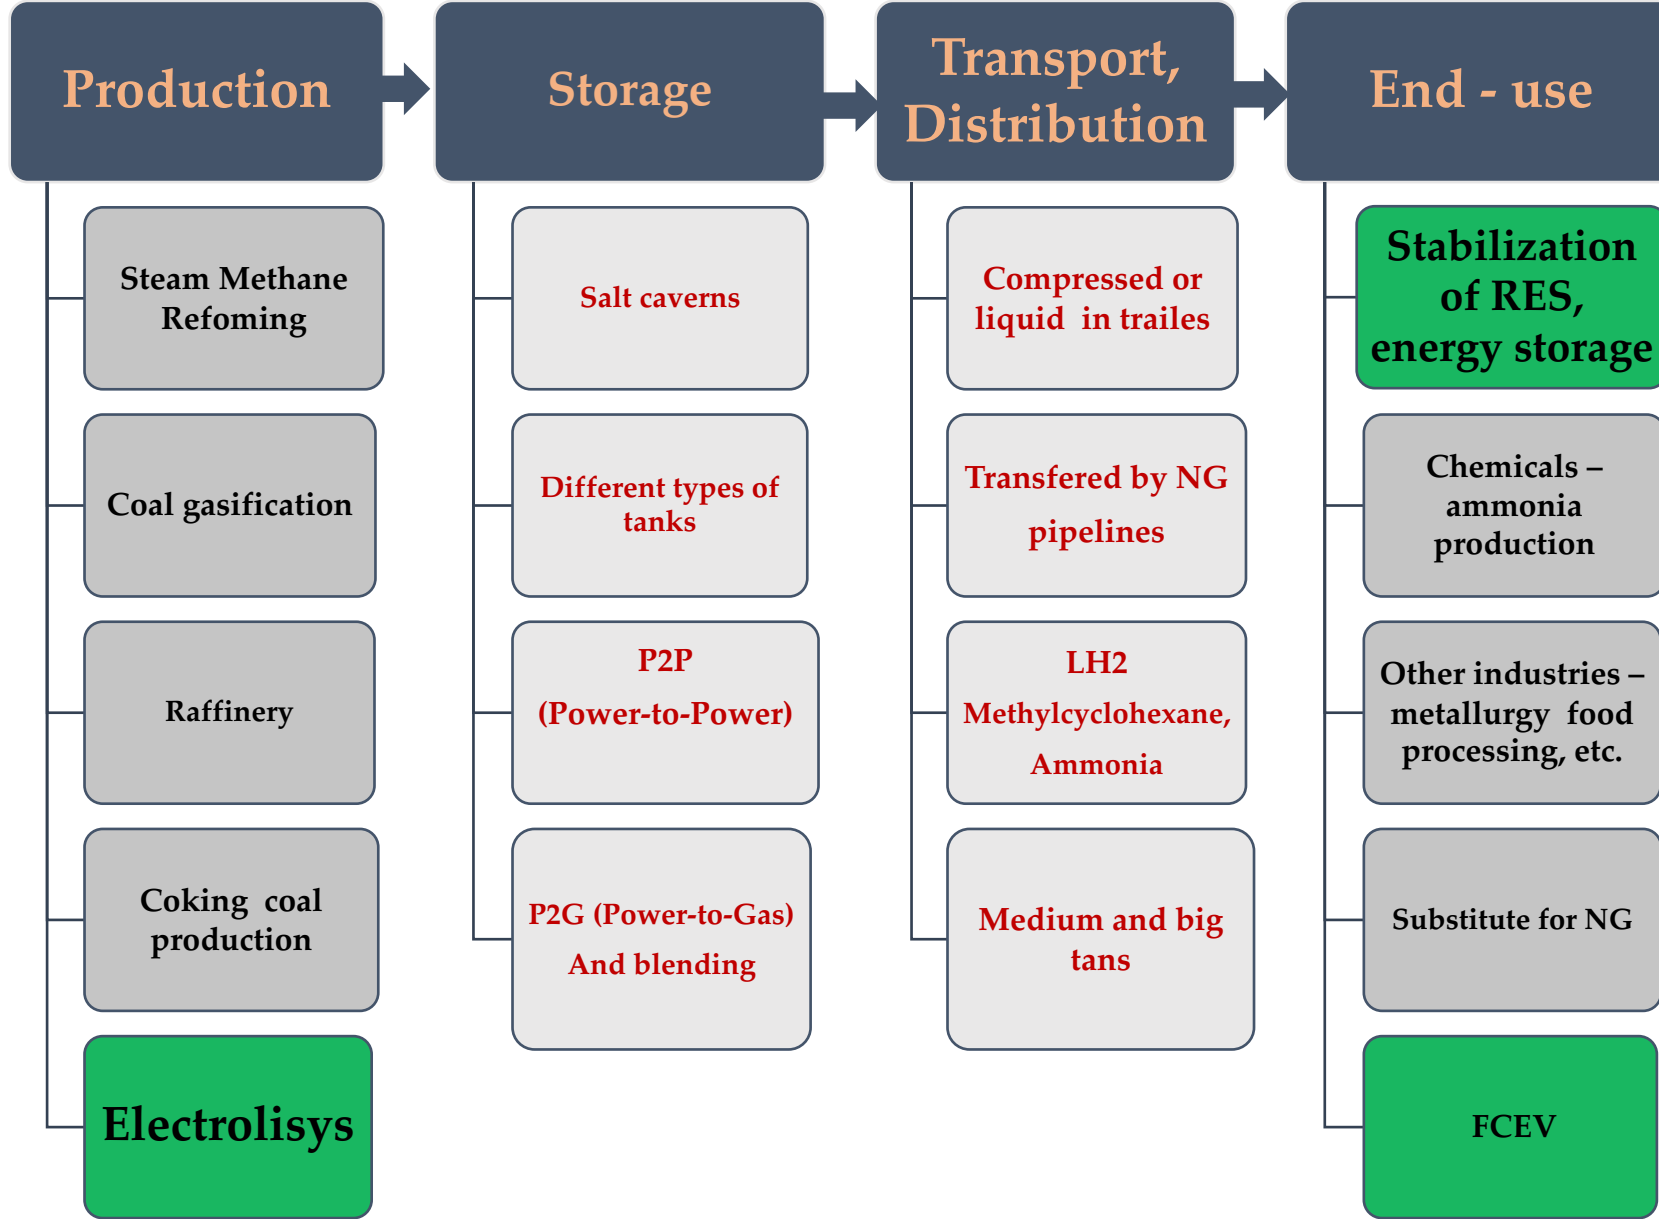 Production
Steam Methane
Refoming
Coal gasification
Raffinery
Coking coal
production
Electrolisys
Storage
Salt caverns
Different types of
tanks
P2P
(Power-to-Power)
P2G (Power-to-Gas)
And blending
Transport,
Distribution
Compressed or
liquid in trailes
Transfered by NG
pipelines
LH2
Methylcyclohexane,
Ammonia
Medium and big
tans
End - use
Stabilization
of RES,
energy storage
Chemicals –
ammonia
production
Other industries –
metallurgy food
processing, etc.
Substitute for NG
FCEV